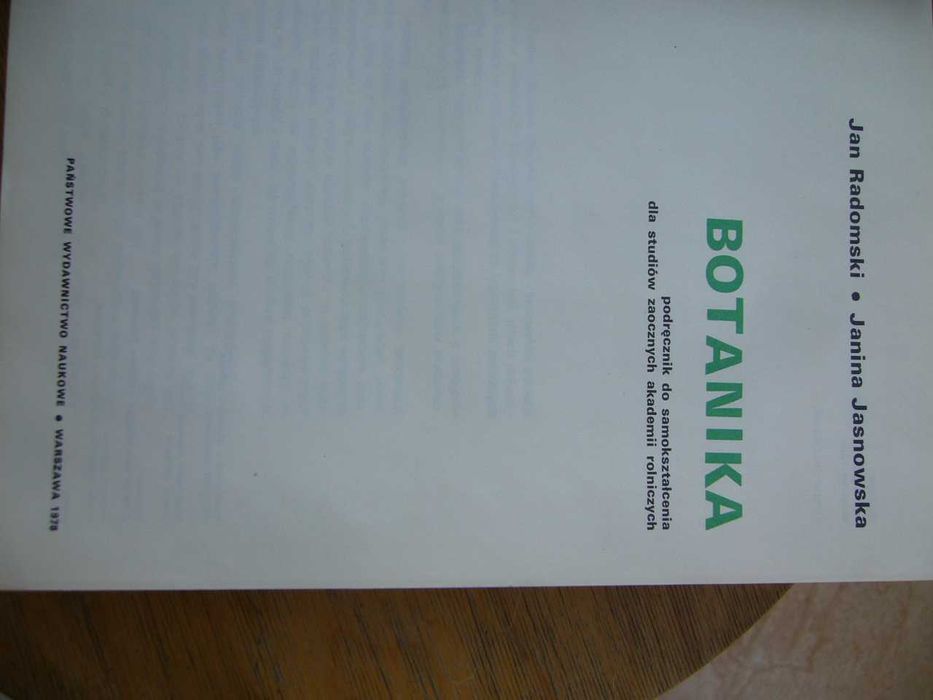 Jan Radomski • Janina Jasnowska
BOTANIKA
podręcznik do samokształcenia
dla studiów zaocznych akademii rolniczych
PAŃSTWOWE WYDAWNICTWO NAUKOWE • WARSZAWA 1978